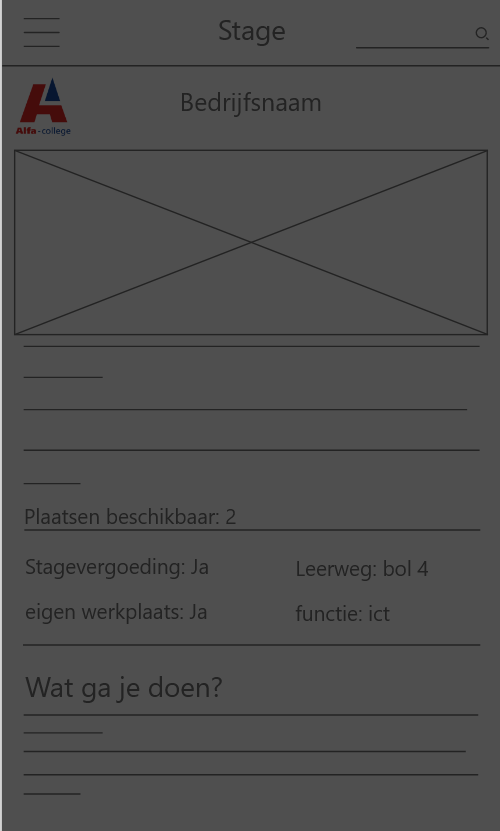 Stage
Bedrijfsnaam
Alfa-college
Plaatsen beschikbaar: 2
Stagevergoeding: Ja
Leerweg: bol 4
eigen werkplaats: Ja
functie: ict
Wat ga je doen?